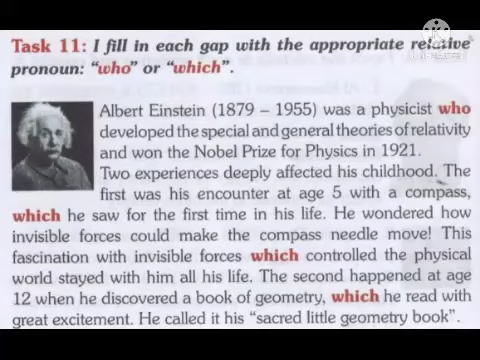 Task 11: I fill in each gap with the appropriate relative
pronoun: "who" or "which".
Albert Einstein (1879 – 1955) was a physicist who
developed the special and general theories of relativity
and won the Nobel Prize for Physics in 1921.
Two experiences deeply affected his childhood. The
first was his encounter at age 5 with a compass,
which he saw for the first time in his life. He wondered how
invisible forces could make the compass needle move! This
fascination with invisible forces which controlled the physical
world stayed with him all his life. The second happened at age
12 when he discovered a book of geometry, which he read with
great excitement. He called it his "sacred little geometry book".